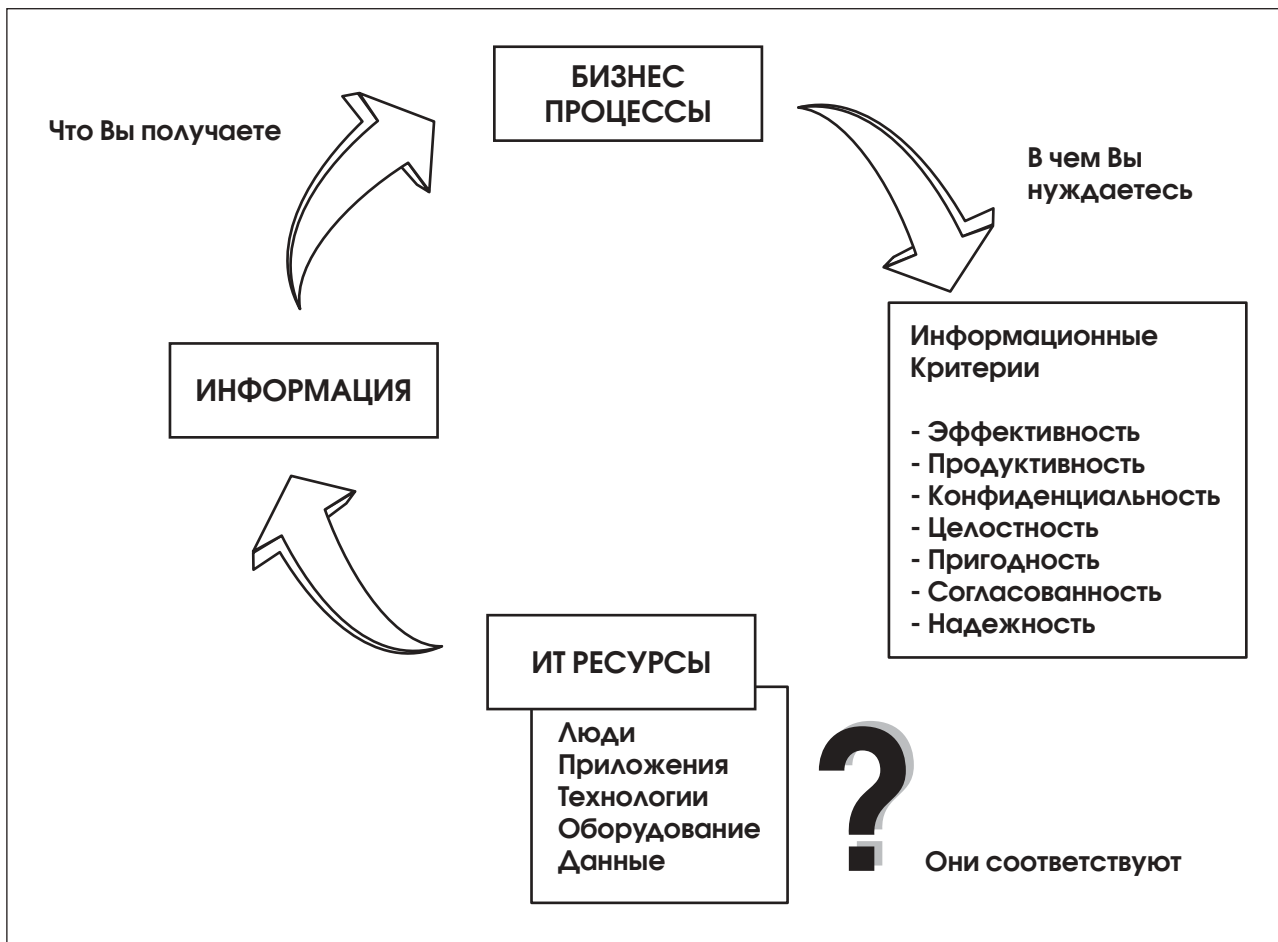 БИЗНЕС
ПРОЦЕССЫ
Что Вы получаете
В чем Вы
нуждаетесь
Информационные
Критерии
- Эффективность
- Продуктивность
- Конфиденциальность
- Целостность
- Пригодность
- Согласованность
- Надежность
ИНФОРМАЦИЯ
ИТ РЕСУРСЫ
Люди
Приложения
Технологии
Оборудование
Данные
?
Они соответствуют